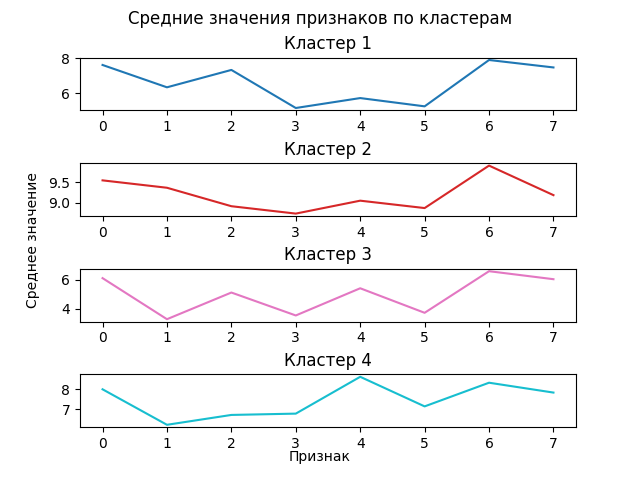 Средние значения признаков по кластерам
Кластер 1
8
6
0 1 2 3 4 5 6 7
Кластер 2
9.5
9.0
0 1 2 3 4 5 6 7
Среднее значение
Кластер 3
6
4
0 1 2 3 4 5 6 7
Кластер 4
8
7
0 1 2 3 4 5 6 7
Признак